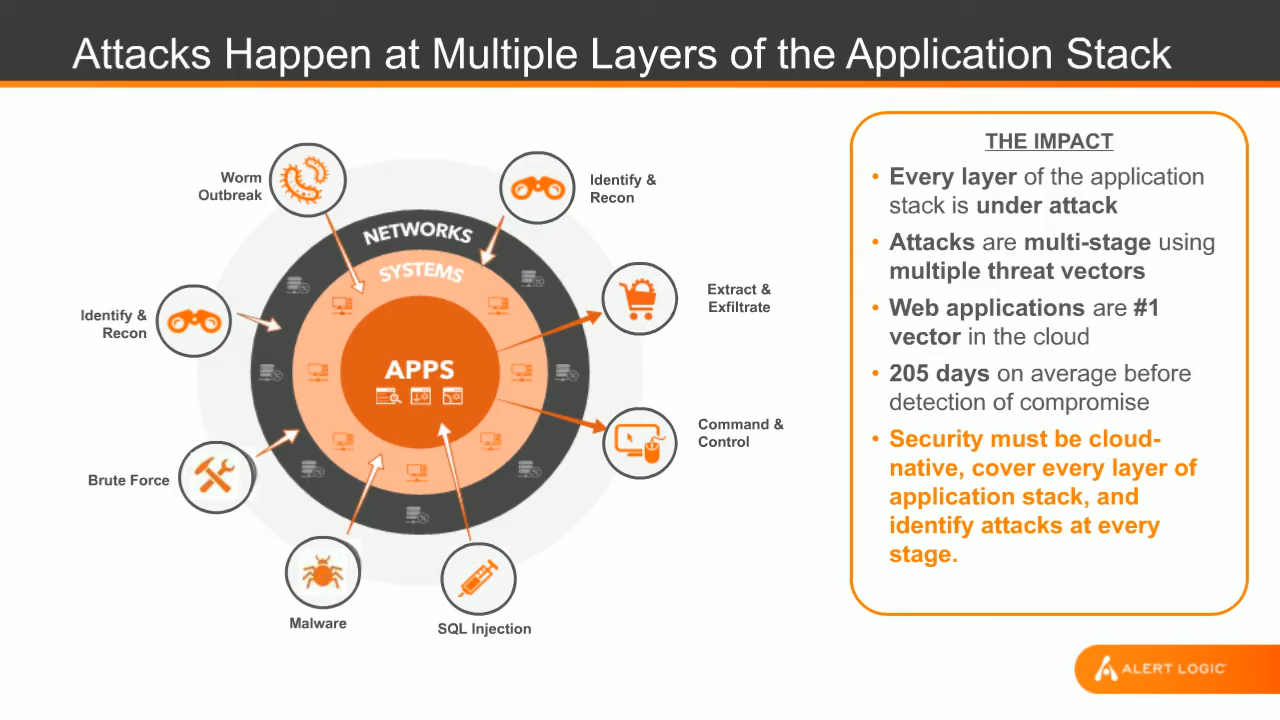 Attacks Happen at Multiple Layers of the Application Stack
Worm
Outbreak
Identify &
Recon
NETWORKS
SYSTEMS
APPS
Extract &
Exfiltrate
Identify &
Recon
Command &
Control
Brute Force
Malware
SQL Injection
THE IMPACT
• Every layer of the application
stack is under attack
• Attacks are multi-stage using
multiple threat vectors
• Web applications are #1
vector in the cloud
• 205 days on average before
detection of compromise
• Security must be cloud-
native, cover every layer of
application stack, and
identify attacks at every
stage.
ALERT LOGIC